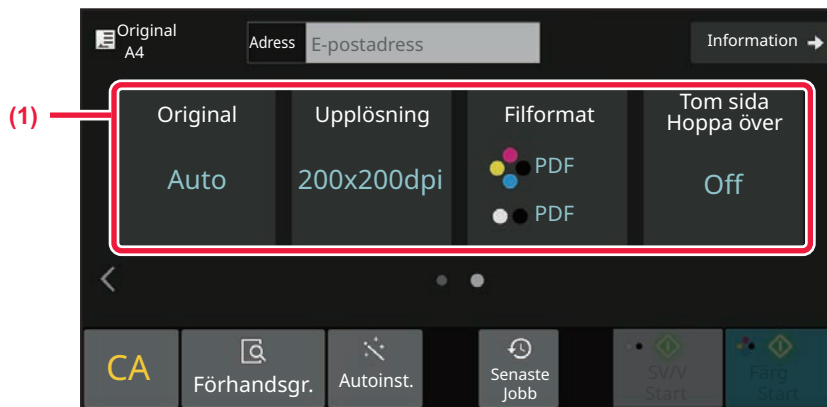 Original
A4
Adress
E-postadress
Information
(1)
Original
Upplösning
Filformat
Tom sida
Hoppa över
Auto
200x200dpi
PDF
PDF
Off
CA
Förhandsgr.
Autoinst.
Senaste
Jobb
SV/V
Start
Färg
Start